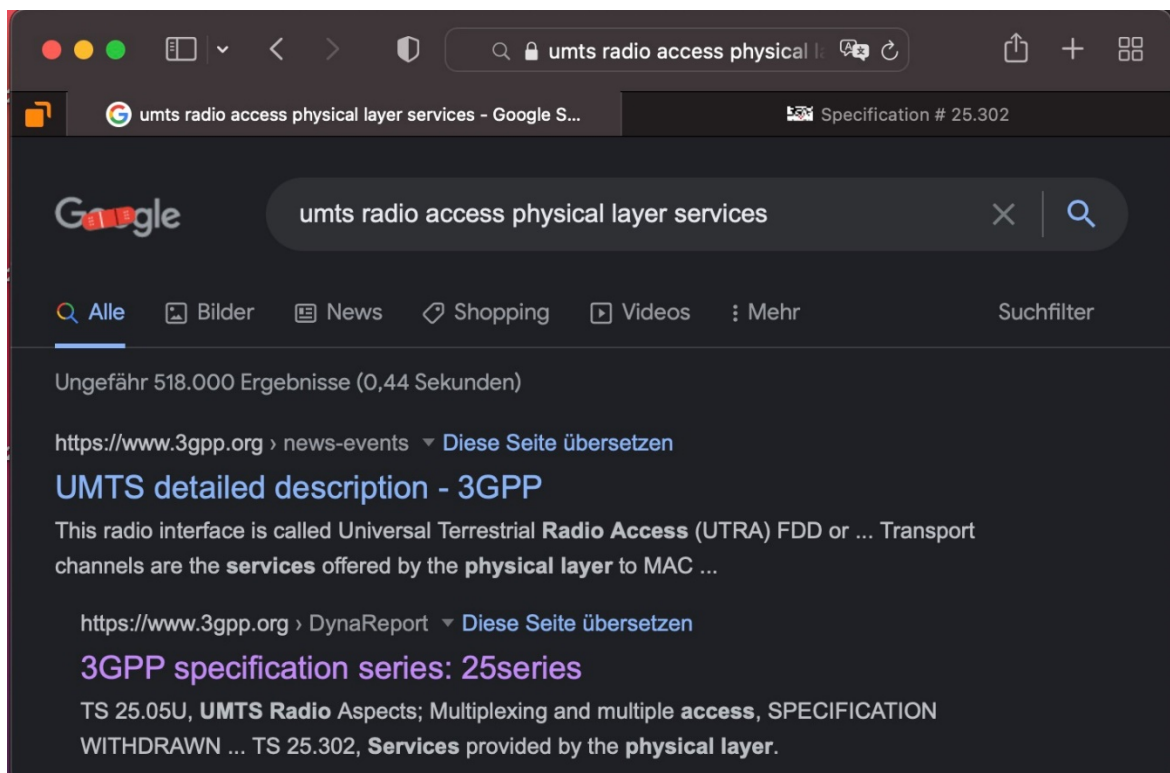 umts radio access physical l
umts radio access physical layer services - Google S...
Specification # 25.302
Google
umts radio access physical layer services
Alle
Bilder
News
Shopping
Videos
Mehr
Suchfilter
Ungefähr 518.000 Ergebnisse (0,44 Sekunden)
https://www.3gpp.org › news-events Diese Seite übersetzen
UMTS detailed description - 3GPP
This radio interface is called Universal Terrestrial Radio Access (UTRA) FDD or ... Transport
channels are the services offered by the physical layer to MAC ...
https://www.3gpp.org › DynaReport Diese Seite übersetzen
3GPP specification series: 25series
TS 25.05U, UMTS Radio Aspects; Multiplexing and multiple access, SPECIFICATION
WITHDRAWN ... TS 25.302, Services provided by the physical layer.